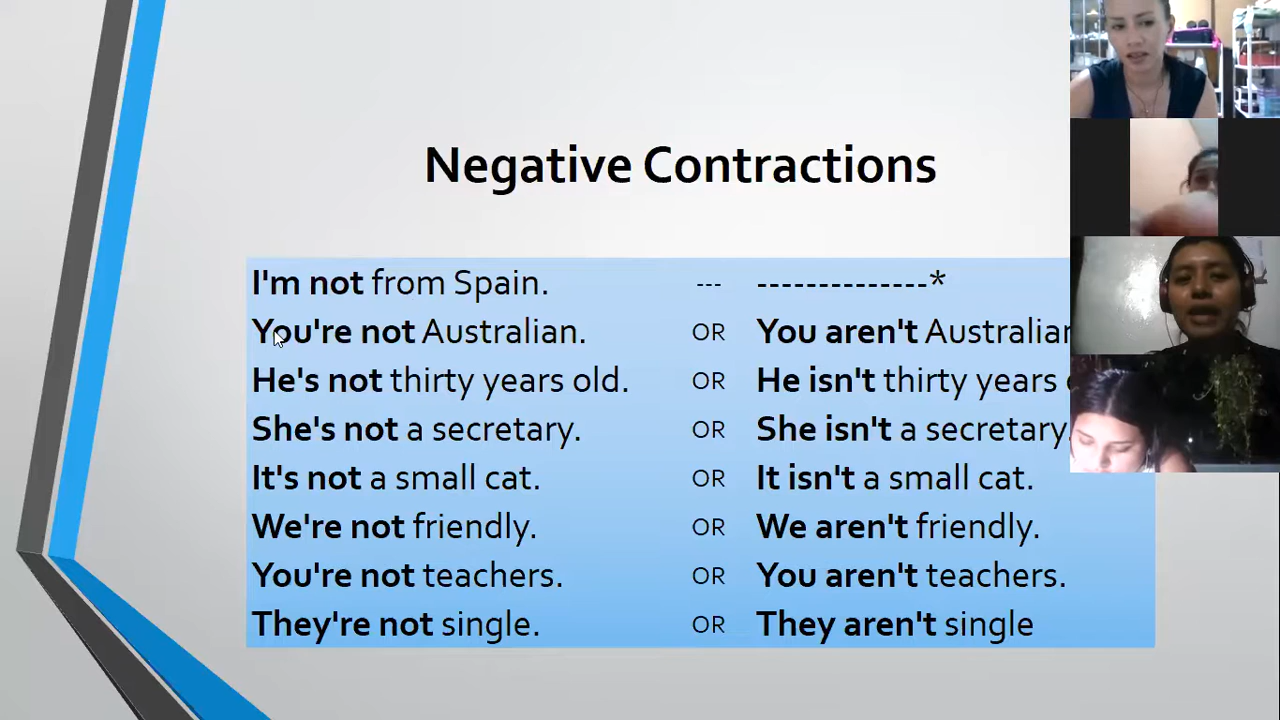 Negative Contractions
I'm not from Spain. --- --------------*
You're not Australian. OR You aren't Australian
He's not thirty years old. OR He isn't thirty years
She's not a secretary. OR She isn't a secretary.
It's not a small cat. OR It isn't a small cat.
We're not friendly. OR We aren't friendly.
You're not teachers. OR You aren't teachers.
They're not single. OR They aren't single